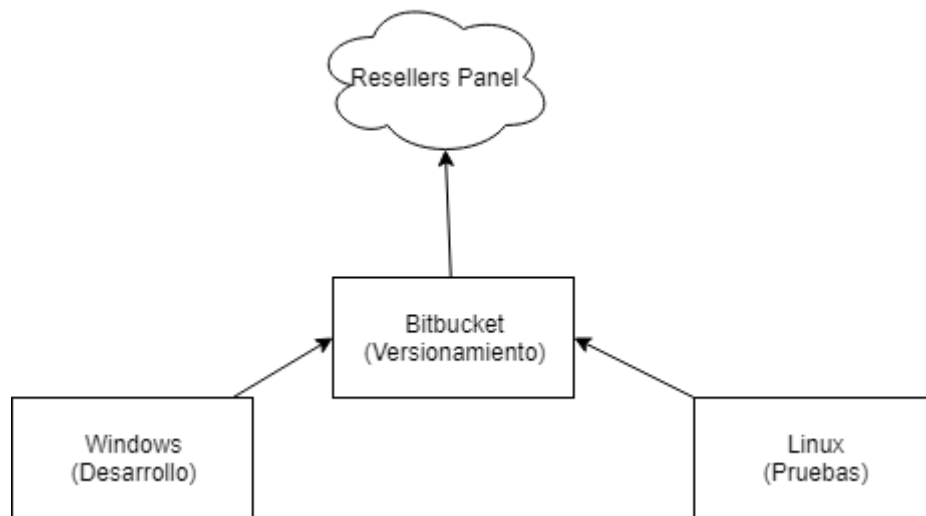 Resellers Panel
Bitbucket
(Versionamiento)
Windows
(Desarrollo)
Linux
(Pruebas)